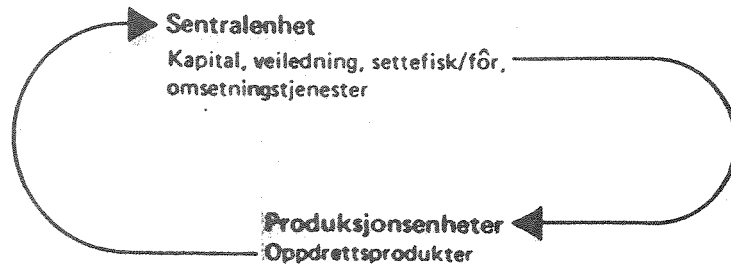 Sentralenhet
Kapital, veiledning, settefisk/fôr,
omsetningstjenester
Produksjonsenheter
Oppdrettsprodukter